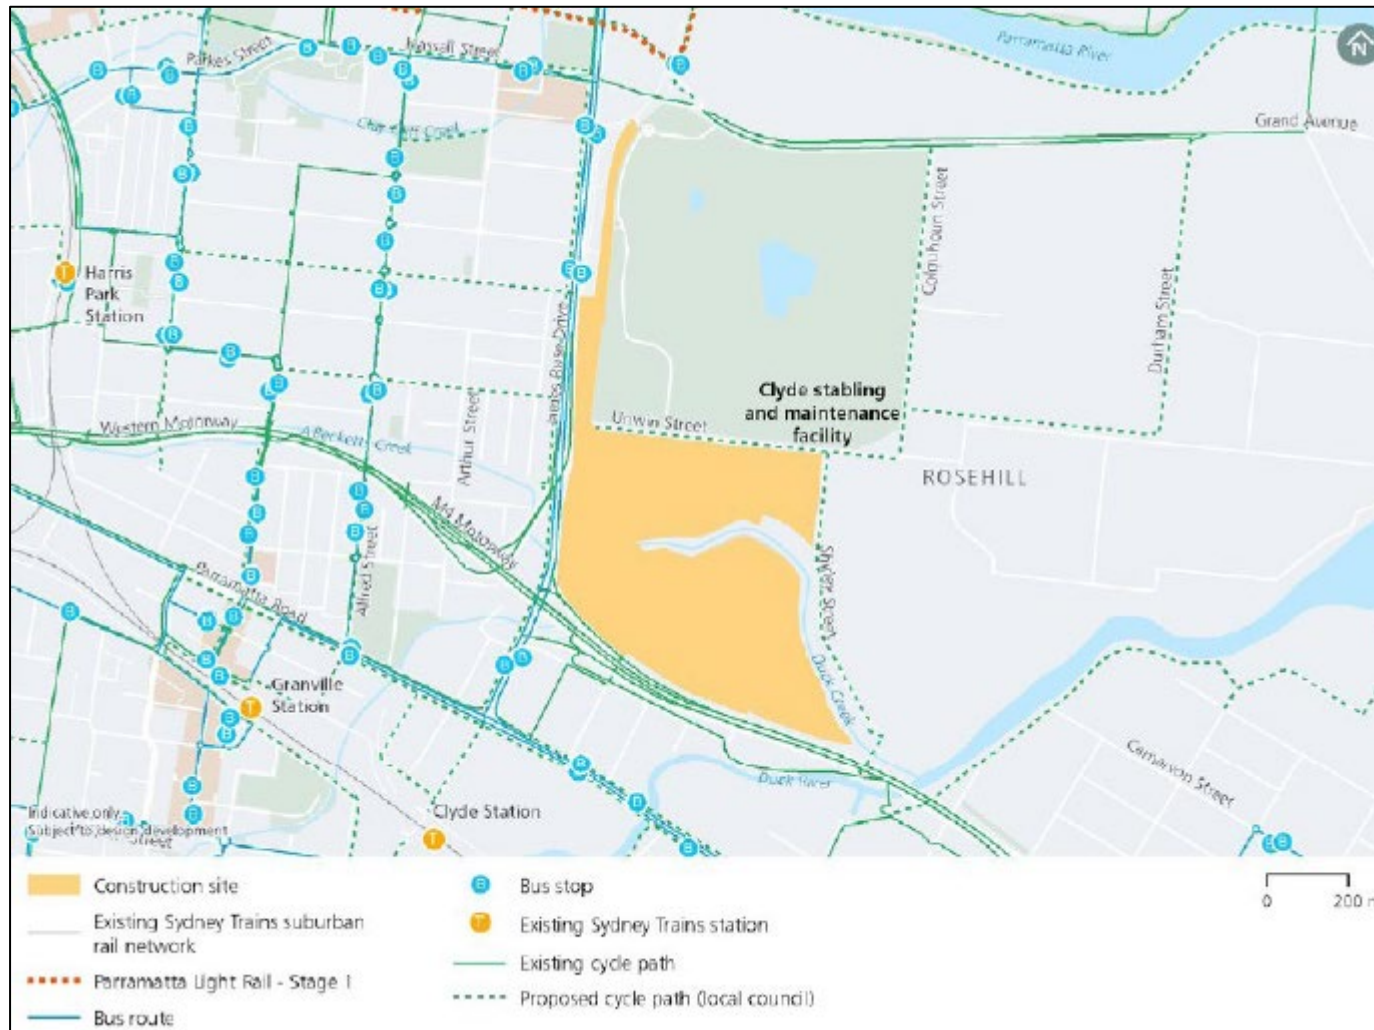 Parkes Street
Hassall Street
Parramatta River
N
Clay Cliff Creek
Grand Avenue
Colquhoun Street
Durham Street
Harris
Park
Station
James Ruse Drive
Arthur Street
Western Motorway
A'Becketts Creek
Unwin Street
Clyde stabling
and maintenance
facility
ROSEHILL
M4 Motorway
Alfred Street
Parramatta Road
Shirley Street
Duck Creek
Granville
Station
Duck River
Carnarvon Street
Clyde Station
Indicative only
Subject to design development
Street
Construction site
Existing Sydney Trains suburban
rail network
Parramatta Light Rail - Stage 1
Bus route
B Bus stop
T Existing Sydney Trains station
Existing cycle path
Proposed cycle path (local council)
0 200 m